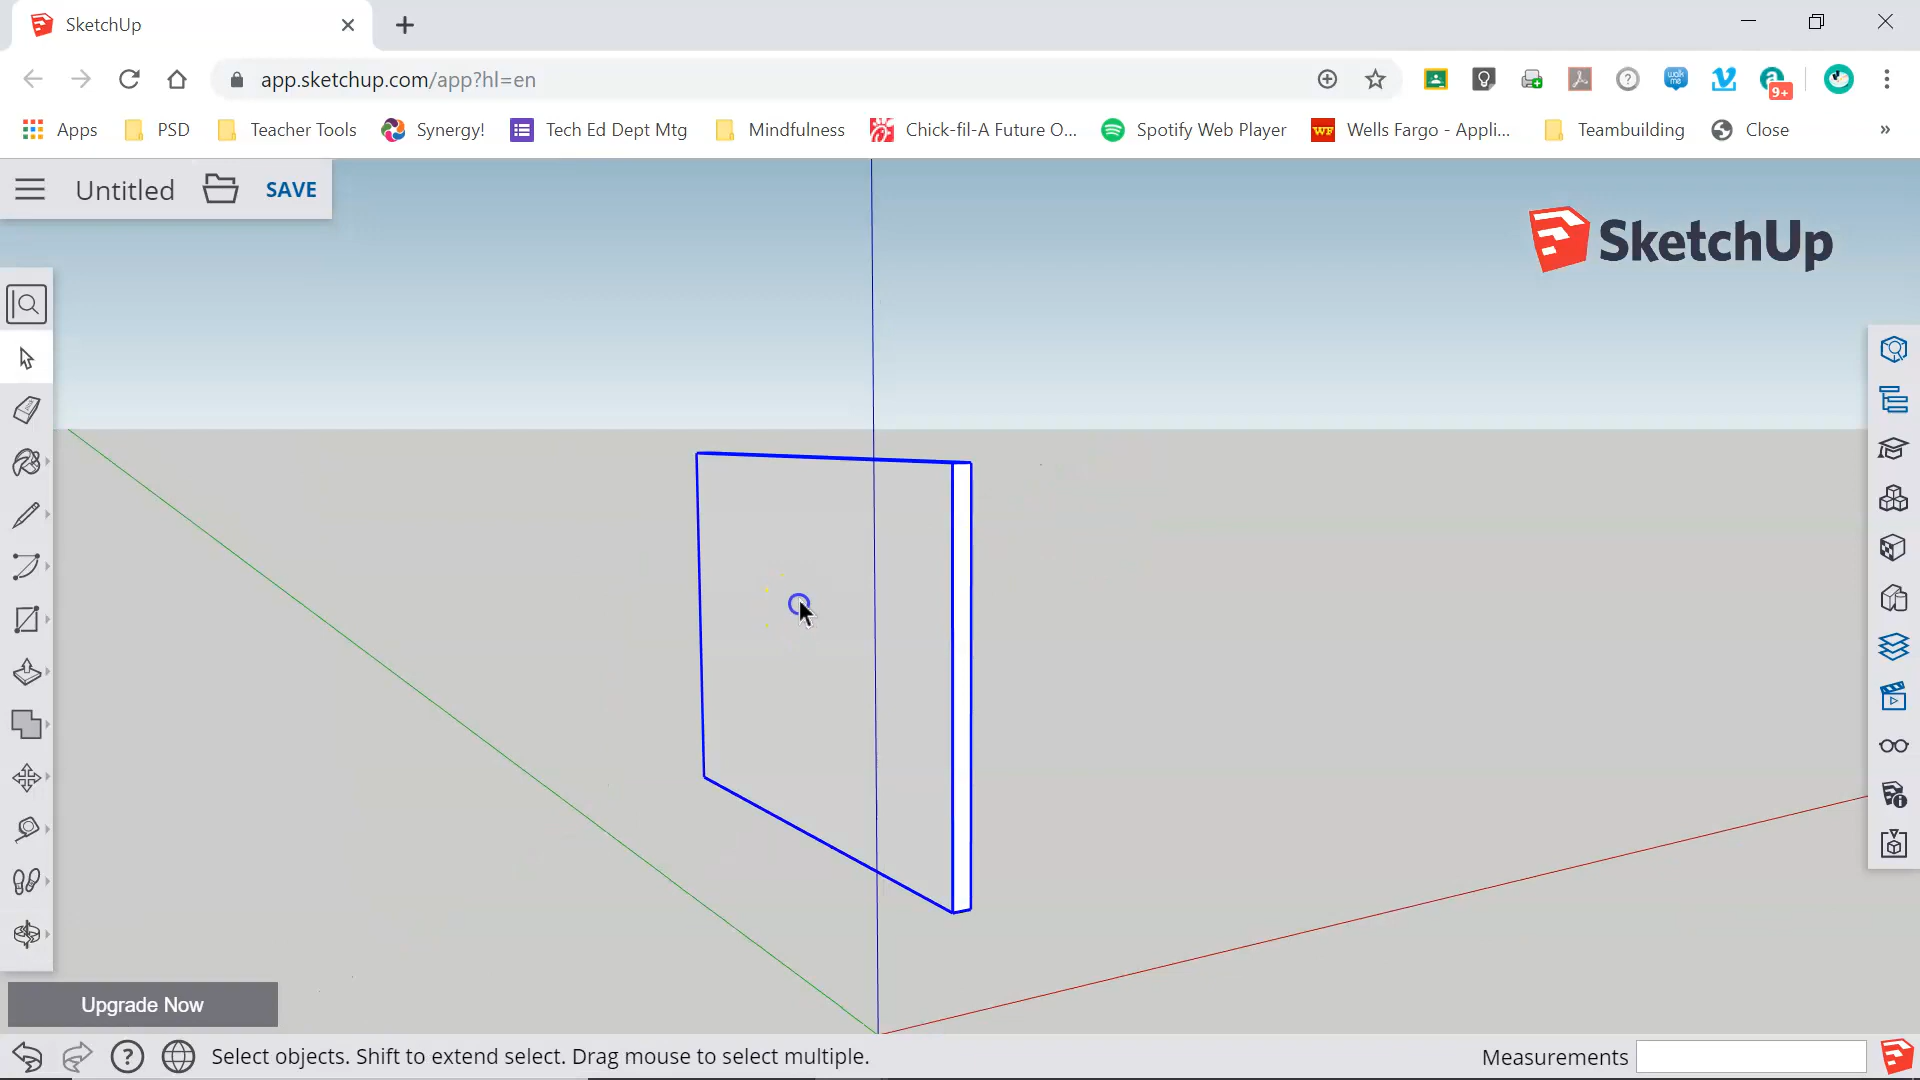 SketchUp
app.sketchup.com/app?hl=en
9+
Apps PSD Teacher Tools Synergy! Tech Ed Dept Mtg Mindfulness Chick-fil-A Future O... Spotify Web Player WF Wells Fargo - Appli... Teambuilding Close »
Untitled SAVE
SketchUp
Upgrade Now
Select objects. Shift to extend select. Drag mouse to select multiple. Measurements